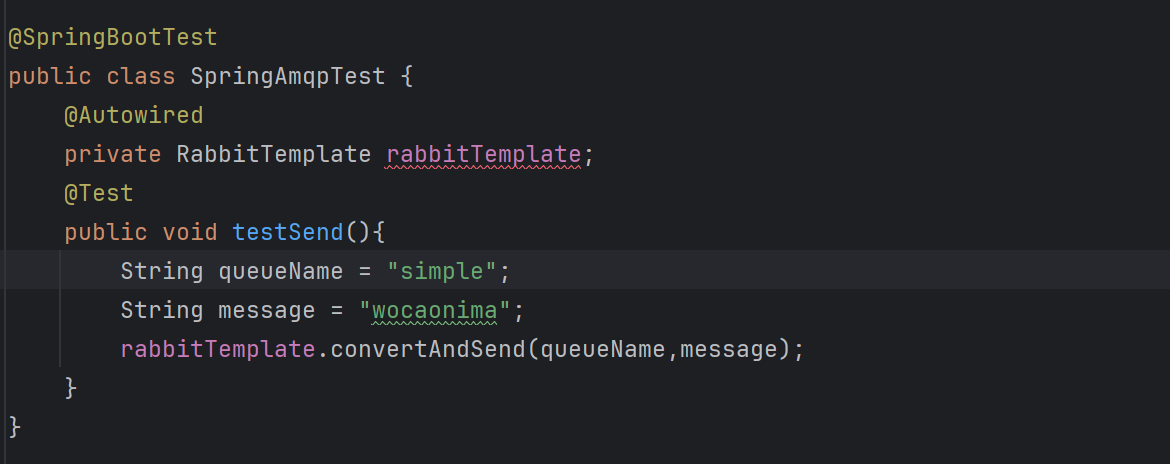 @SpringBootTest
public class SpringAmqpTest {
    @Autowired
    private RabbitTemplate rabbitTemplate;
    @Test
    public void testSend(){
        String queueName = "simple";
        String message = "wocaonima";
        rabbitTemplate.convertAndSend(queueName,message);
    }
}